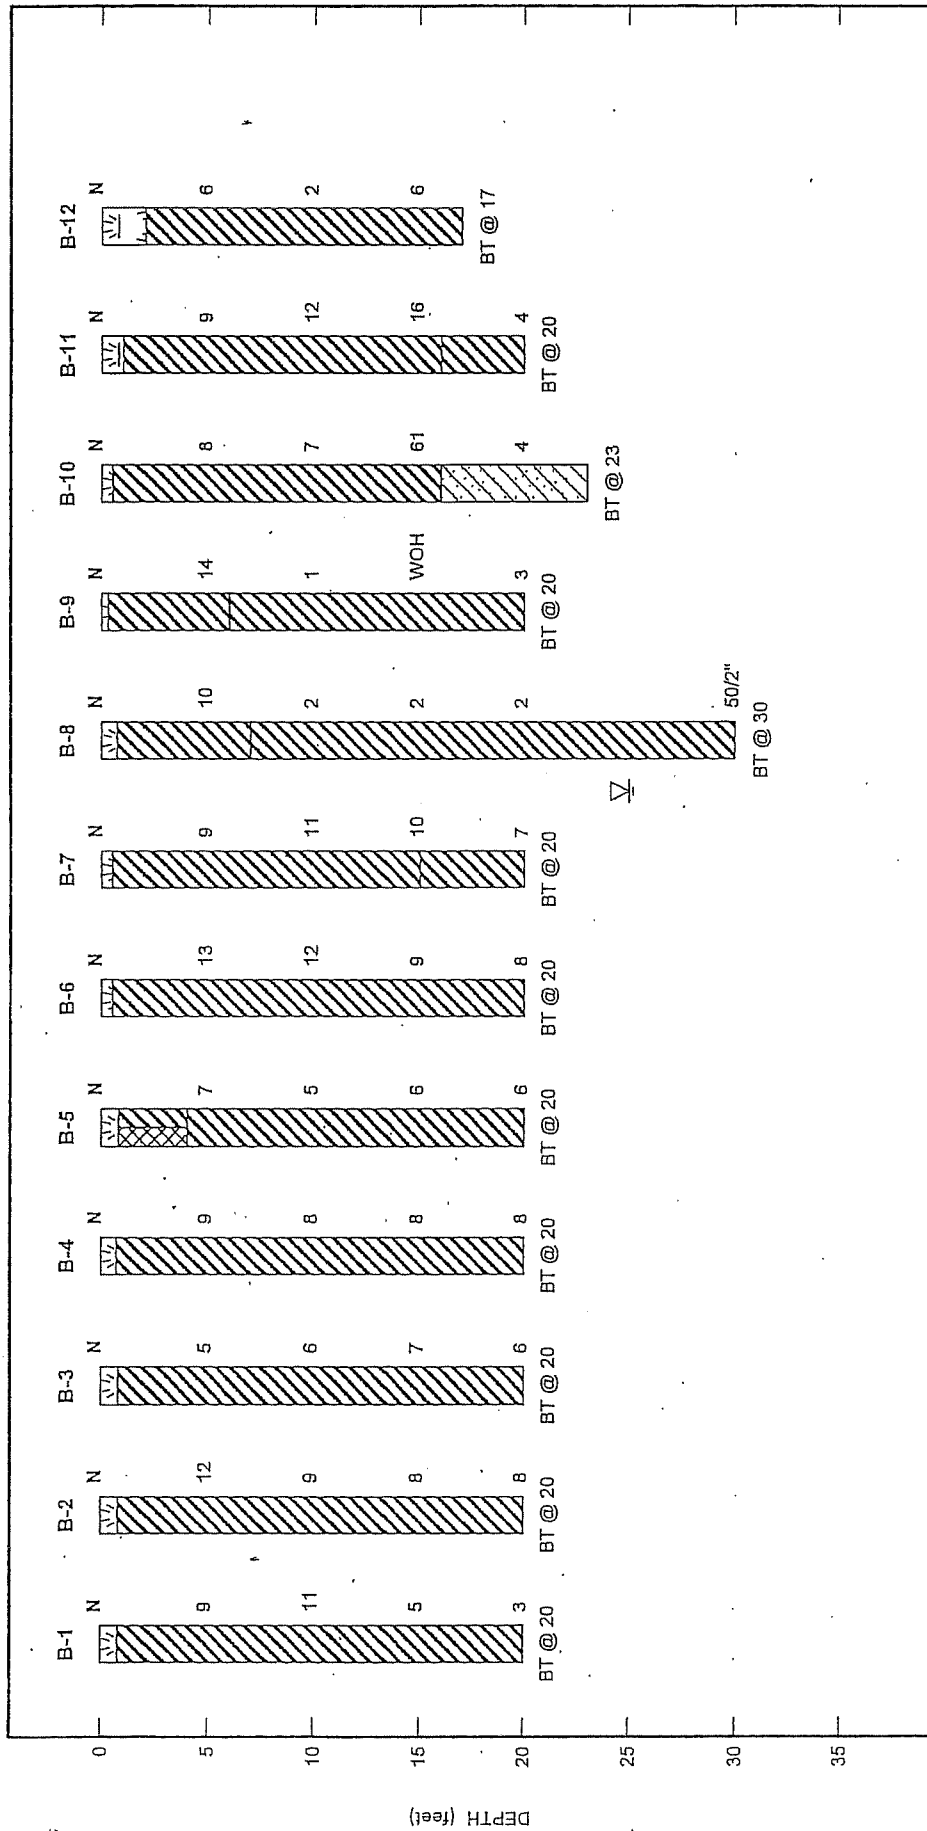 B-1 B-2 B-3 B-4 B-5 B-6 B-7 B-8 B-9 B-10 B-11 B-12
N N N N N N N N N N N N
0
5
10
15
20
25
30
35
DEPTH (feet)
9 12 5 9 7 13 9 10 14 8 9 6
11 9 6 8 5 12 11 2 1 7 12 2
5 8 7 8 6 9 10 2 WOH 61 16 6
BT @ 17
3 8 6 8 6 8 7 2 3 4 4
BT @ 20 BT @ 20 BT @ 20 BT @ 20 BT @ 20 BT @ 20 BT @ 20 BT @ 20 BT @ 20
BT @ 23
50/2"
BT @ 30